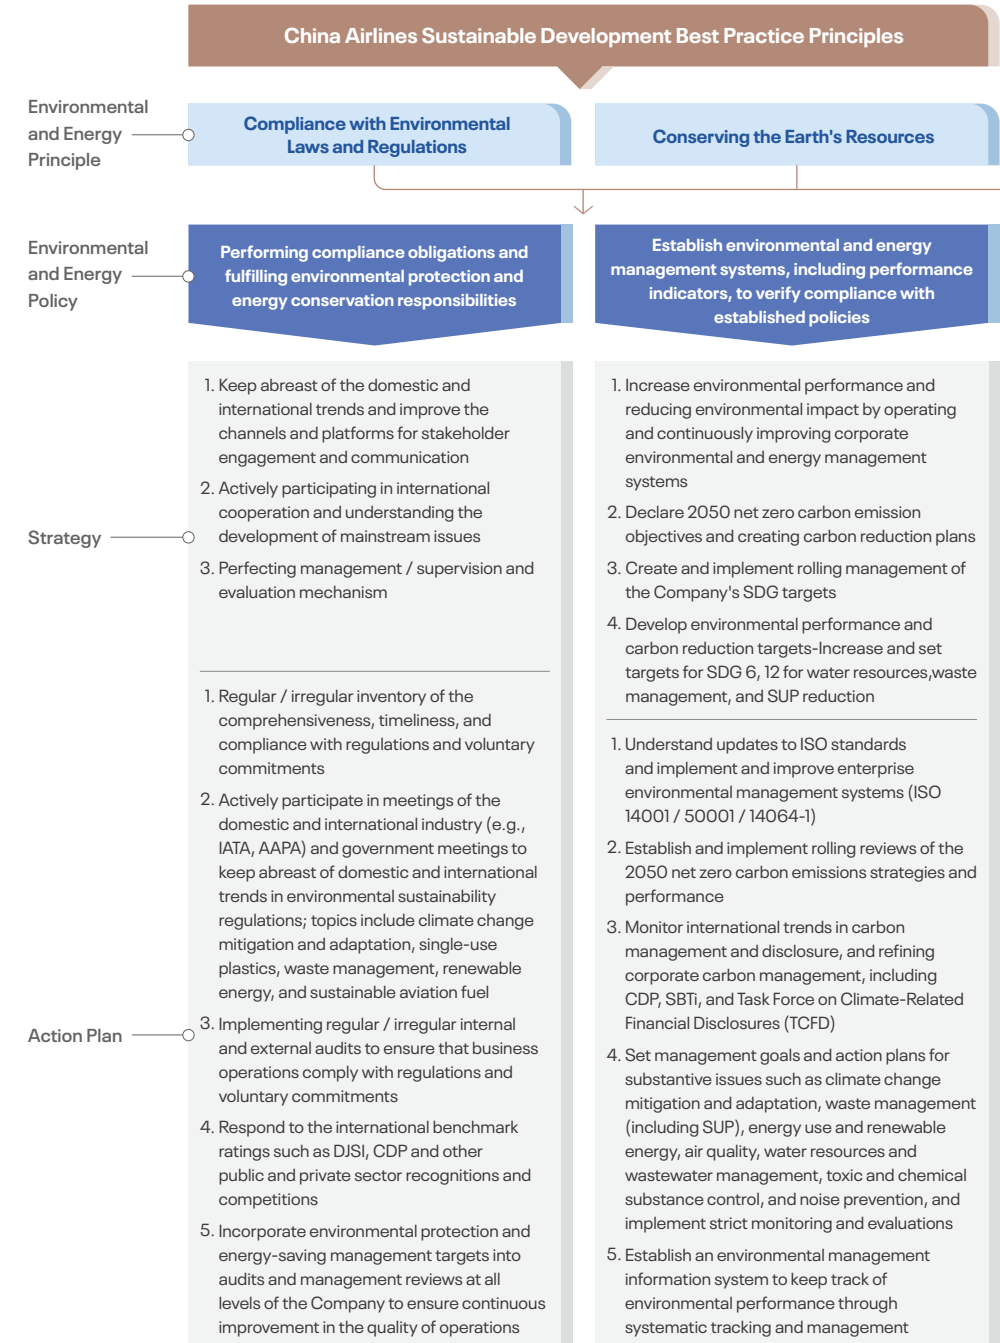 China Airlines Sustainable Development Best Practice Principles
Environmental
and Energy
Principle
Compliance with Environmental
Laws and Regulations
Conserving the Earth's Resources
Environmental
and Energy
Policy
Performing compliance obligations and
fulfilling environmental protection and
energy conservation responsibilities
Establish environmental and energy
management systems, including performance
indicators, to verify compliance with
established policies
Strategy
1. Keep abreast of the domestic and
international trends and improve the
channels and platforms for stakeholder
engagement and communication
2. Actively participating in international
cooperation and understanding the
development of mainstream issues
3. Perfecting management / supervision and
evaluation mechanism
1. Increase environmental performance and
reducing environmental impact by operating
and continuously improving corporate
environmental and energy management
systems
2. Declare 2050 net zero carbon emission
objectives and creating carbon reduction plans
3. Create and implement rolling management of
the Company's SDG targets
4. Develop environmental performance and
carbon reduction targets-Increase and set
targets for SDG 6, 12 for water resources,waste
management, and SUP reduction
Action Plan
1. Regular / irregular inventory of the
comprehensiveness, timeliness, and
compliance with regulations and voluntary
commitments
2. Actively participate in meetings of the
domestic and international industry (e.g.,
IATA, AAPA) and government meetings to
keep abreast of domestic and international
trends in environmental sustainability
regulations; topics include climate change
mitigation and adaptation, single-use
plastics, waste management, renewable
energy, and sustainable aviation fuel
3. Implementing regular / irregular internal
and external audits to ensure that business
operations comply with regulations and
voluntary commitments
4. Respond to the international benchmark
ratings such as DJSI, CDP and other
public and private sector recognitions and
competitions
5. Incorporate environmental protection and
energy-saving management targets into
audits and management reviews at all
levels of the Company to ensure continuous
improvement in the quality of operations
1. Understand updates to ISO standards
and implement and improve enterprise
environmental management systems (ISO
14001 / 50001 / 14064-1)
2. Establish and implement rolling reviews of the
2050 net zero carbon emissions strategies and
performance
3. Monitor international trends in carbon
management and disclosure, and refining
corporate carbon management, including
CDP, SBTi, and Task Force on Climate-Related
Financial Disclosures (TCFD)
4. Set management goals and action plans for
substantive issues such as climate change
mitigation and adaptation, waste management
(including SUP), energy use and renewable
energy, air quality, water resources and
wastewater management, toxic and chemical
substance control, and noise prevention, and
implement strict monitoring and evaluations
5. Establish an environmental management
information system to keep track of
environmental performance through
systematic tracking and management